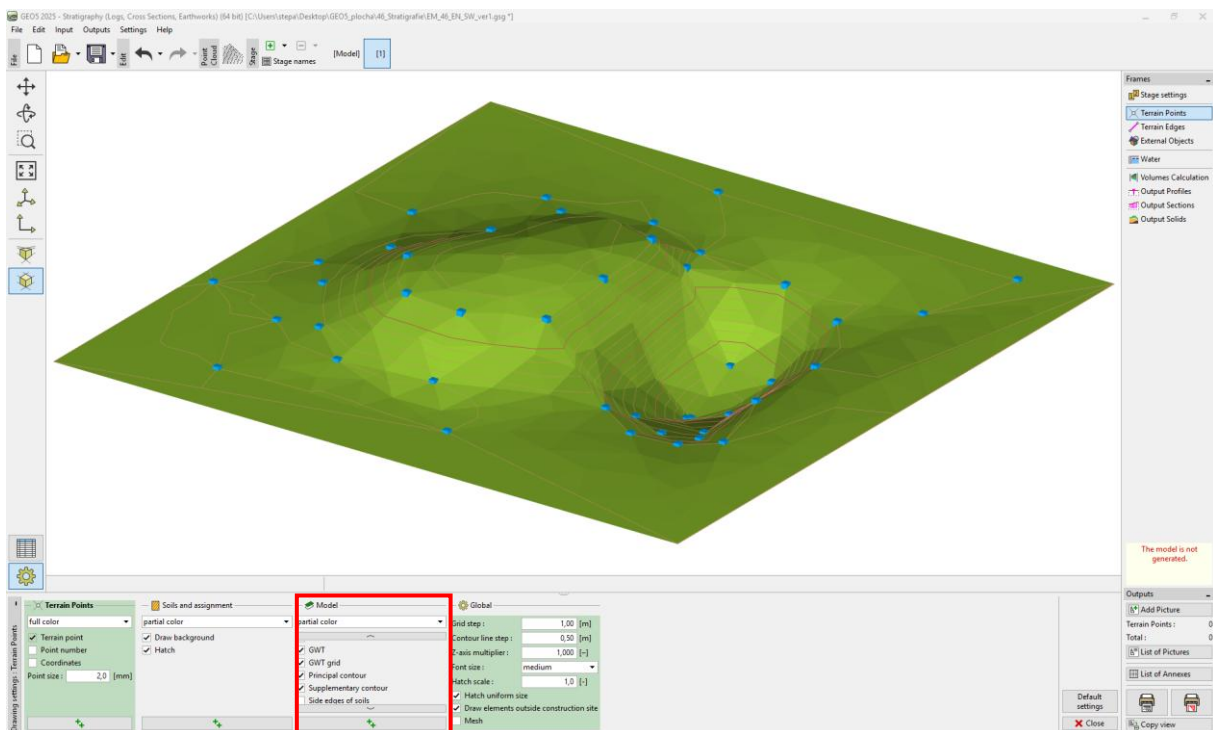 GEO5 2025 - Stratigraphy (Logs, Cross Sections, Earthworks) (64 bit) [C:\Users\stepa\Desktop\GEO5_plocha\46_Stratigrafie\EM_46_EN_SW_ver1.gsg *]
File Edit Input Outputs Settings Help
File
Edit
Point Cloud
Stage
Stage names
[Model]
[1]
Frames
Stage settings
Terrain Points
Terrain Edges
External Objects
Water
Volumes Calculation
Output Profiles
Output Sections
Output Solids
The model is not
generated.
Drawing settings: Terrain Points
Terrain Points
full color
Terrain point
Point number
Coordinates
Point size : 2,0 [mm]
Soils and assignment
partial color
Draw background
Hatch
Model
partial color
GWT
GWT grid
Principal contour
Supplementary contour
Side edges of soils
Global
Grid step : 1,00 [m]
Contour line step : 0,50 [m]
Z-axis multiplier : 1,000 [–]
Font size : medium
Hatch scale : 1,0 [-]
Hatch uniform size
Draw elements outside construction site
Mesh
Default
settings
Close
Outputs
Add Picture
Terrain Points : 0
Total : 0
List of Pictures
List of Annexes
Copy view